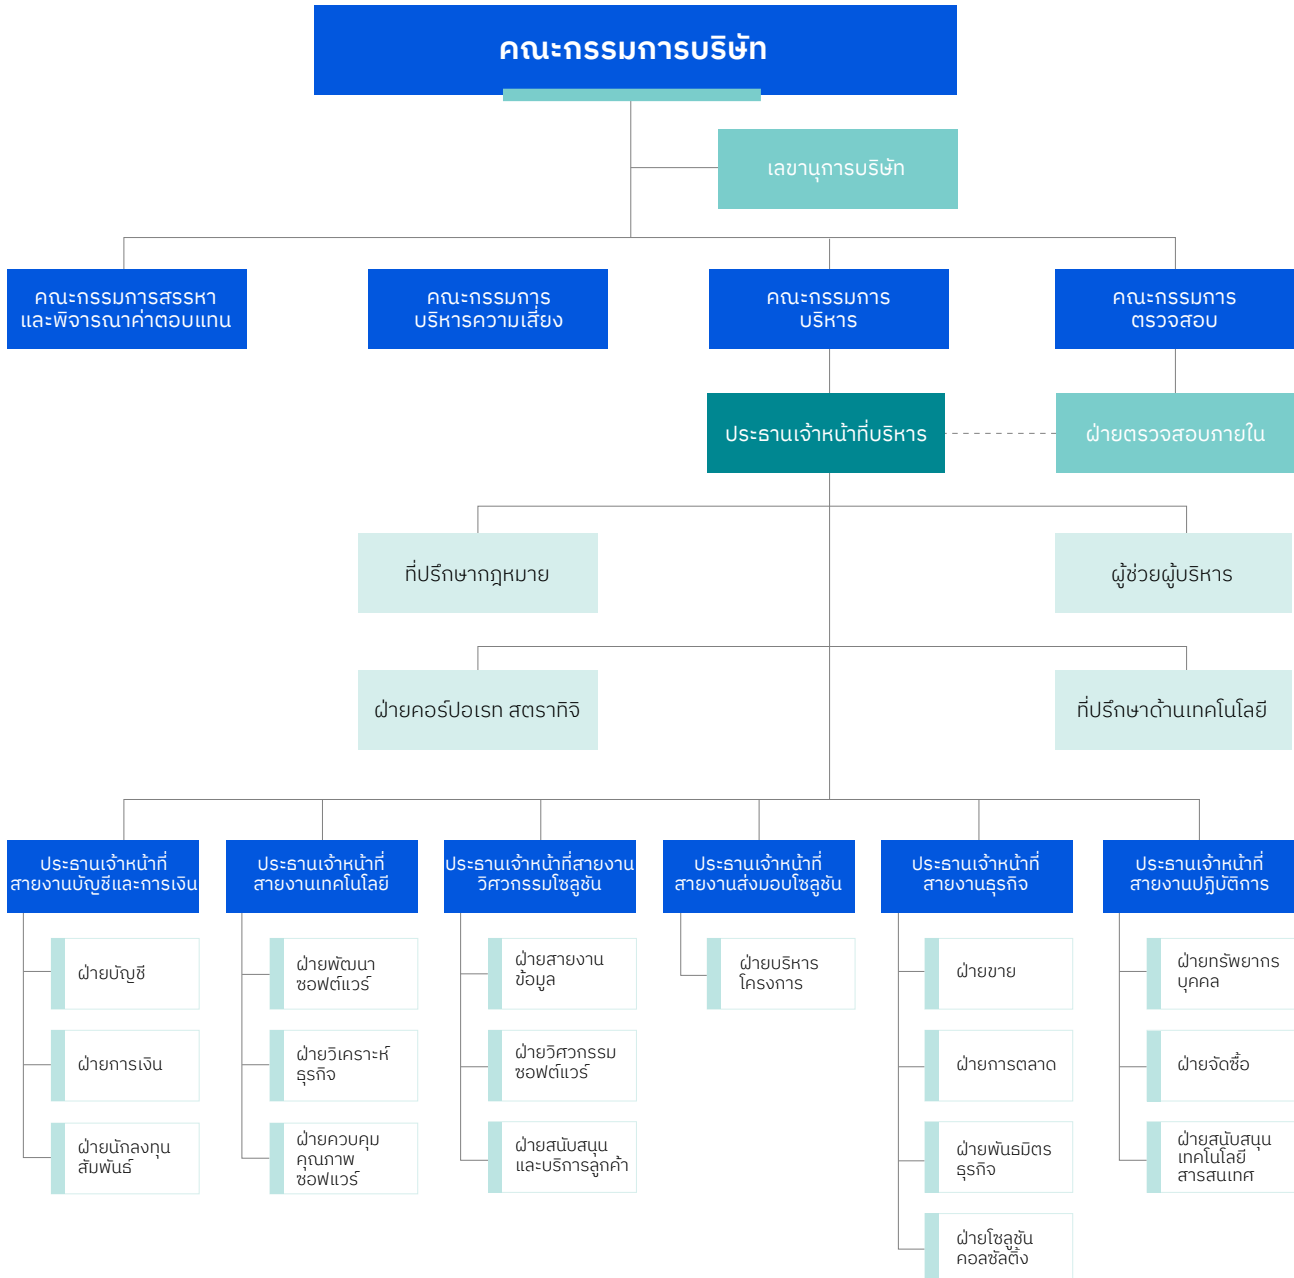 คณะกรรมการบริษัท
เลขานุการบริษัท
คณะกรรมการสรรหา
และพิจารณาค่าตอบแทน
คณะกรรมการ
บริหารความเสี่ยง
คณะกรรมการ
บริหาร
คณะกรรมการ
ตรวจสอบ
ประธานเจ้าหน้าที่บริหาร
ฝ่ายตรวจสอบภายใน
ที่ปรึกษากฎหมาย
ผู้ช่วยผู้บริหาร
ฝ่ายคอร์ปอเรท สตราทิจิ
ที่ปรึกษาด้านเทคโนโลยี
ประธานเจ้าหน้าที่
สายงานบัญชีและการเงิน
ฝ่ายบัญชี
ฝ่ายการเงิน
ฝ่ายนักลงทุน
สัมพันธ์
ประธานเจ้าหน้าที่
สายงานเทคโนโลยี
ฝ่ายพัฒนา
ซอฟต์แวร์
ฝ่ายวิเคราะห์
ธุรกิจ
ฝ่ายควบคุม
คุณภาพ
ซอฟแวร์
ประธานเจ้าหน้าที่สายงาน
วิศวกรรมโซลูชัน
ฝ่ายสายงาน
ข้อมูล
ฝ่ายวิศวกรรม
ซอฟต์แวร์
ฝ่ายสนับสนุน
และบริการลูกค้า
ประธานเจ้าหน้าที่
สายงานส่งมอบโซลูชัน
ฝ่ายบริหาร
โครงการ
ประธานเจ้าหน้าที่
สายงานธุรกิจ
ฝ่ายขาย
ฝ่ายการตลาด
ฝ่ายพันธมิตร
ธุรกิจ
ฝ่ายโซลูชัน
คอลซัลติ้ง
ประธานเจ้าหน้าที่
สายงานปฏิบัติการ
ฝ่ายทรัพยากร
บุคคล
ฝ่ายจัดซื้อ
ฝ่ายสนับสนุน
เทคโนโลยี
สารสนเทศ